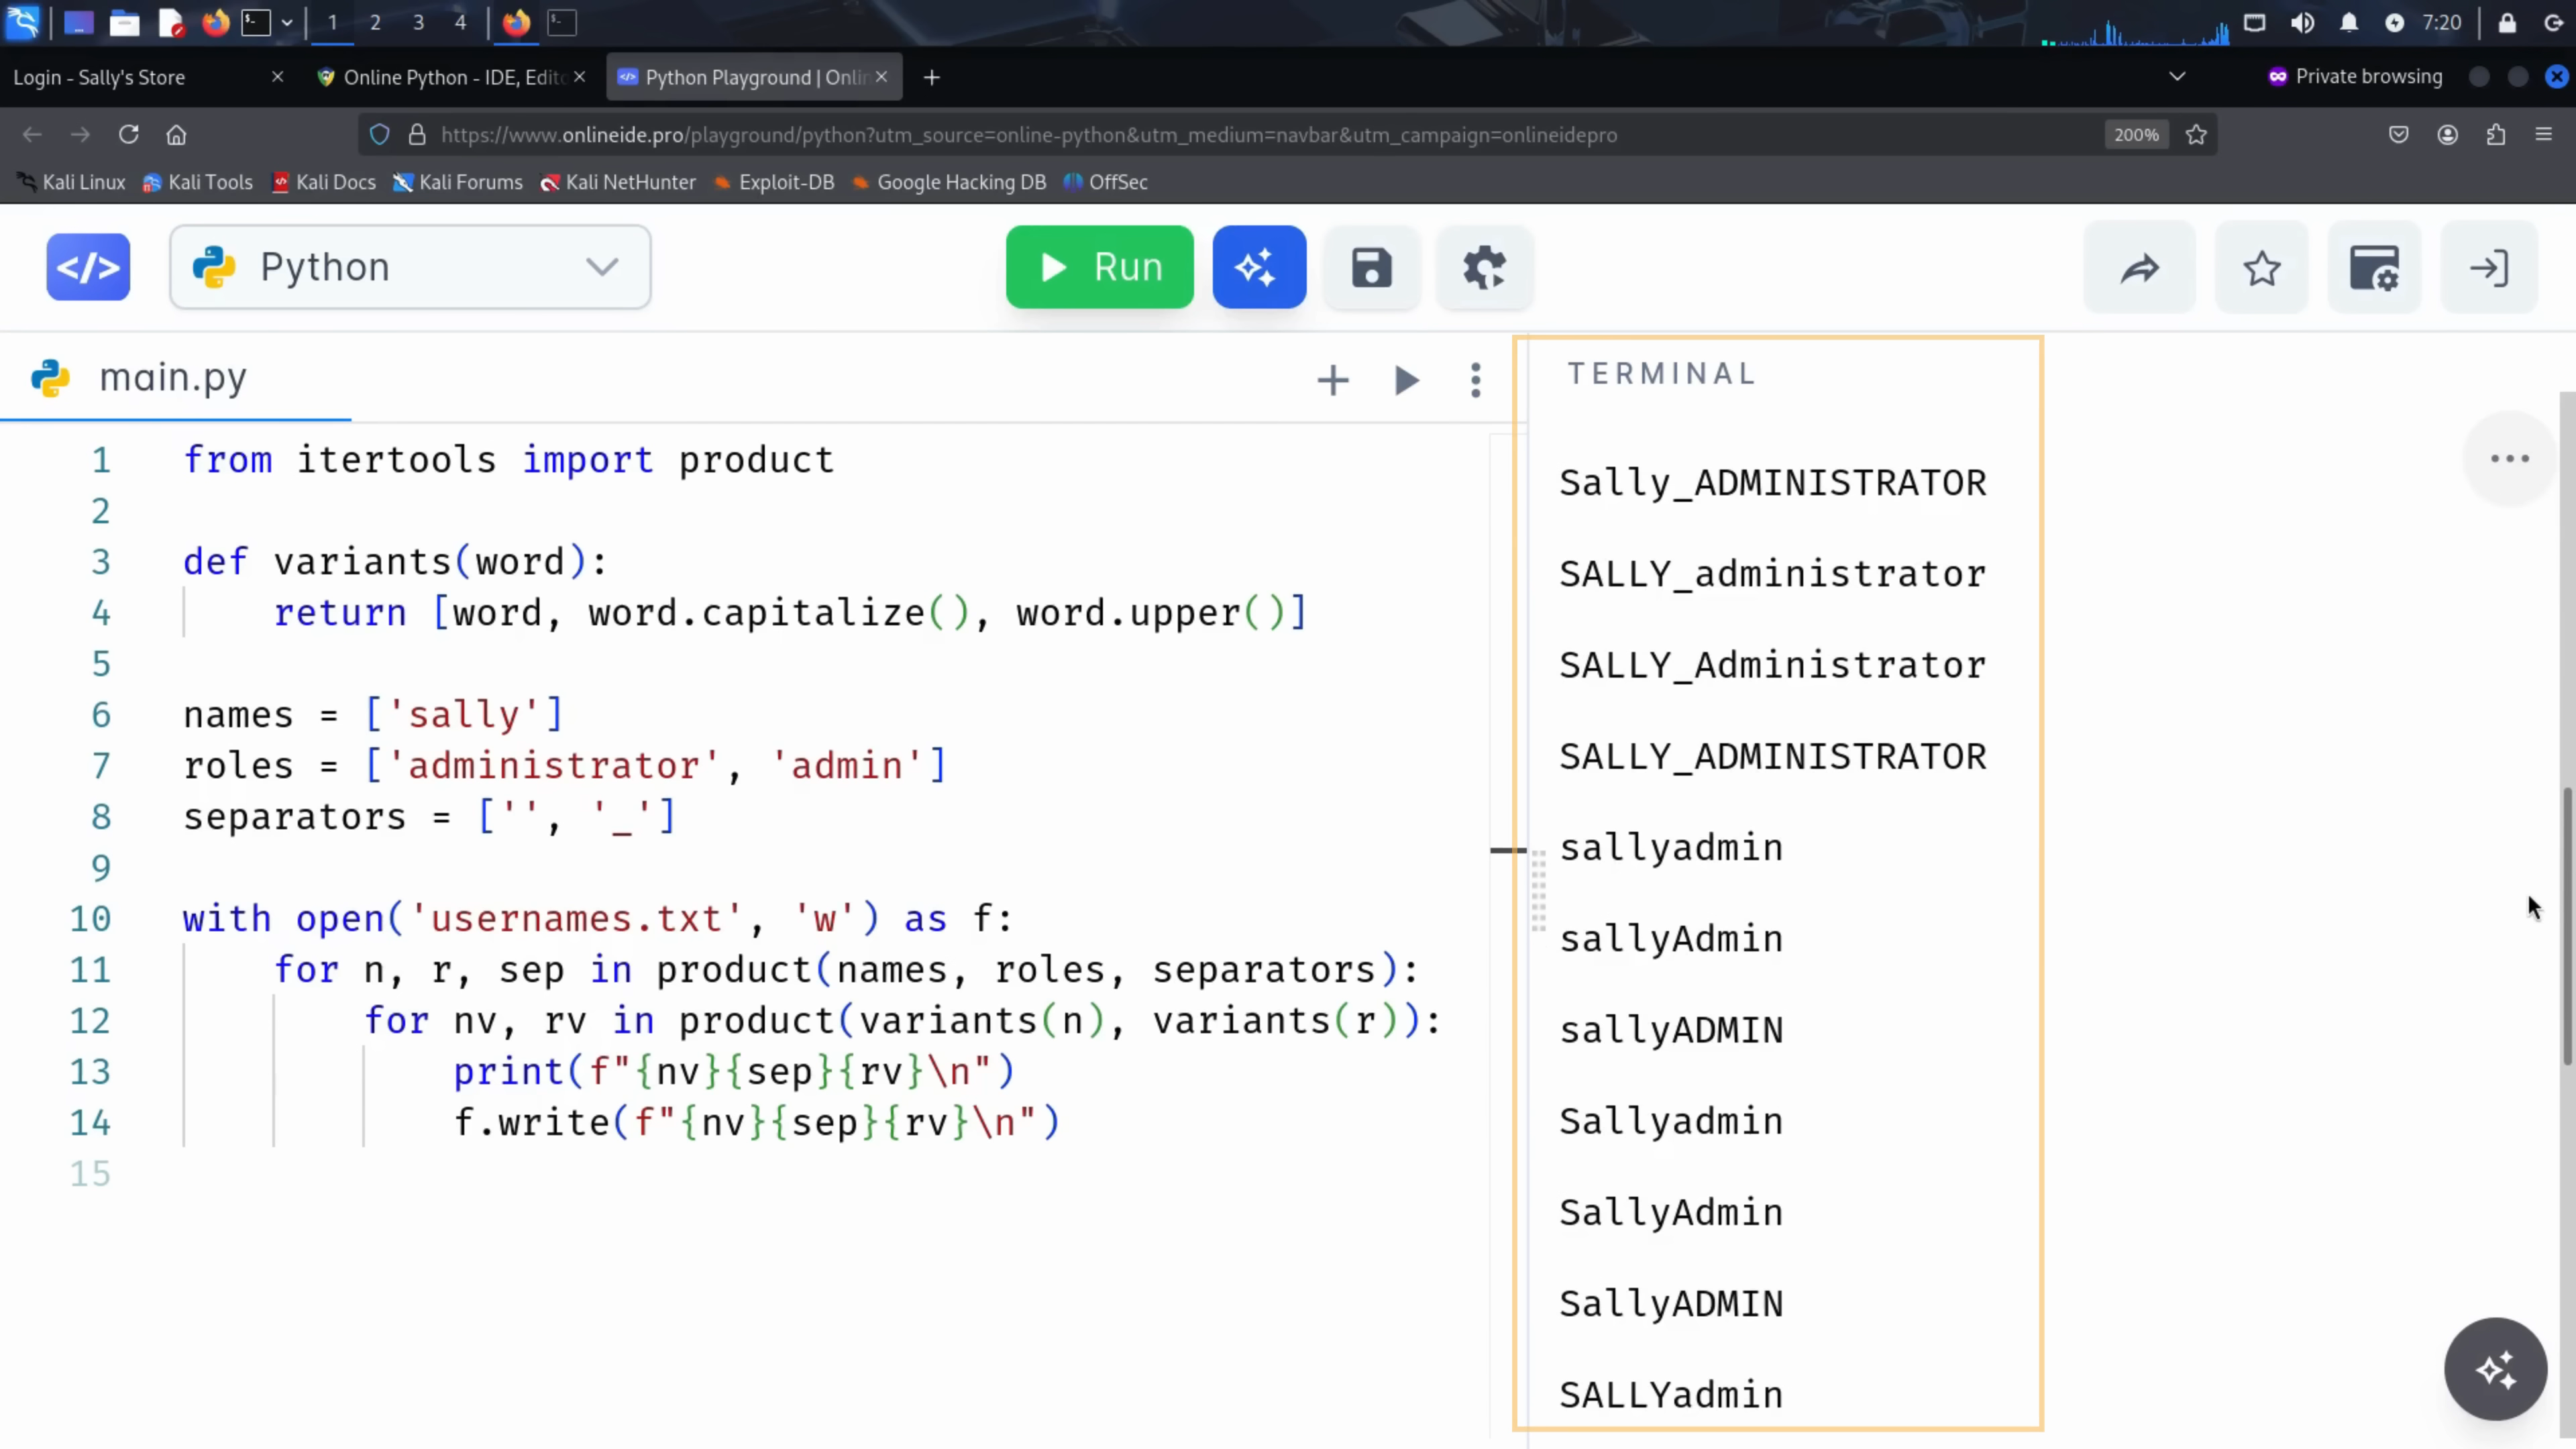 1 2 3 4 7:20
Login - Sally's Store Online Python - IDE, Edit Python Playground | Onli Private browsing
https://www.onlineide.pro/playground/python?utm_source=online-python&utm_medium=navbar&utm_campaign=onlineidepro 200%
Kali Linux Kali Tools Kali Docs Kali Forums Kali NetHunter Exploit-DB Google Hacking DB OffSec
</> Python Run
main.py
1 from itertools import product
2
3 def variants(word):
4 return [word, word.capitalize(), word.upper()]
5
6 names = ['sally']
7 roles = ['administrator', 'admin']
8 separators = ['', '_']
9
10 with open('usernames.txt', 'w') as f:
11 for n, r, sep in product(names, roles, separators):
12 for nv, rv in product(variants(n), variants(r)):
13 print(f"{nv}{sep}{rv}\n")
14 f.write(f"{nv}{sep}{rv}\n")
15
TERMINAL
Sally_ADMINISTRATOR
SALLY_administrator
SALLY_Administrator
SALLY_ADMINISTRATOR
sallyadmin
sallyAdmin
sallyADMIN
Sallyadmin
SallyAdmin
SallyADMIN
SALLYadmin